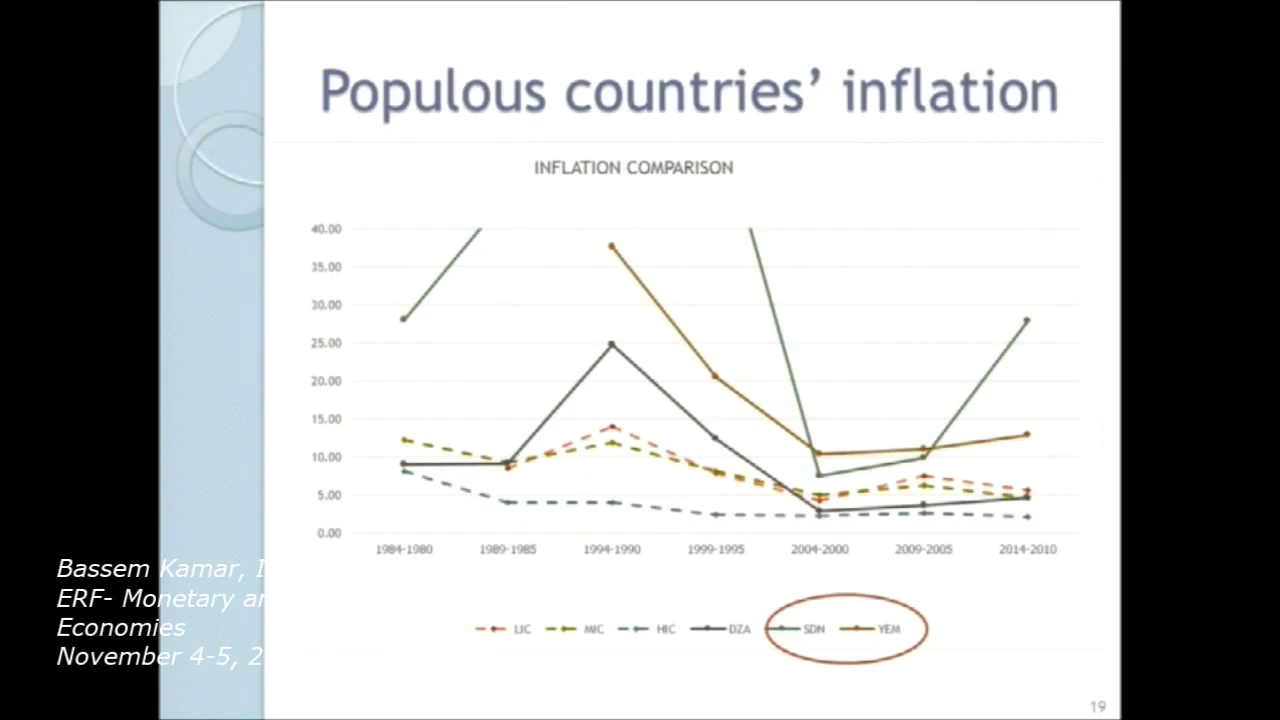 Populous countries’ inflation
INFLATION COMPARISON
40.00
35.00
30.00
25.00
20.00
15.00
10.00
5.00
0.00
1984-1980 1989-1985 1994-1990 1999-1995 2004-2000 2009-2005 2014-2010
LIC MIC HIC DZA SDN YEM
Bassem Kamar,
ERF- Monetary
Economies
November 4-5,
19